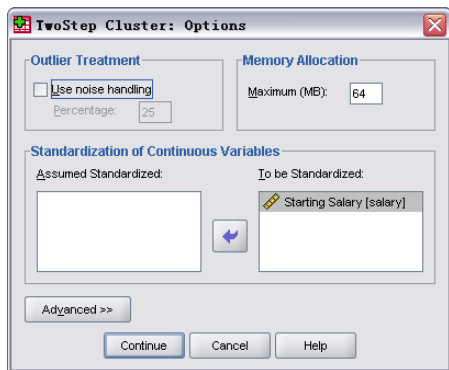 TwoStep Cluster: Options
Outlier Treatment
Use noise handling
Percentage: 25
Memory Allocation
Maximum (MB): 64
Standardization of Continuous Variables
Assumed Standardized:
To be Standardized:
Starting Salary [salary]
Advanced >>
Continue Cancel Help